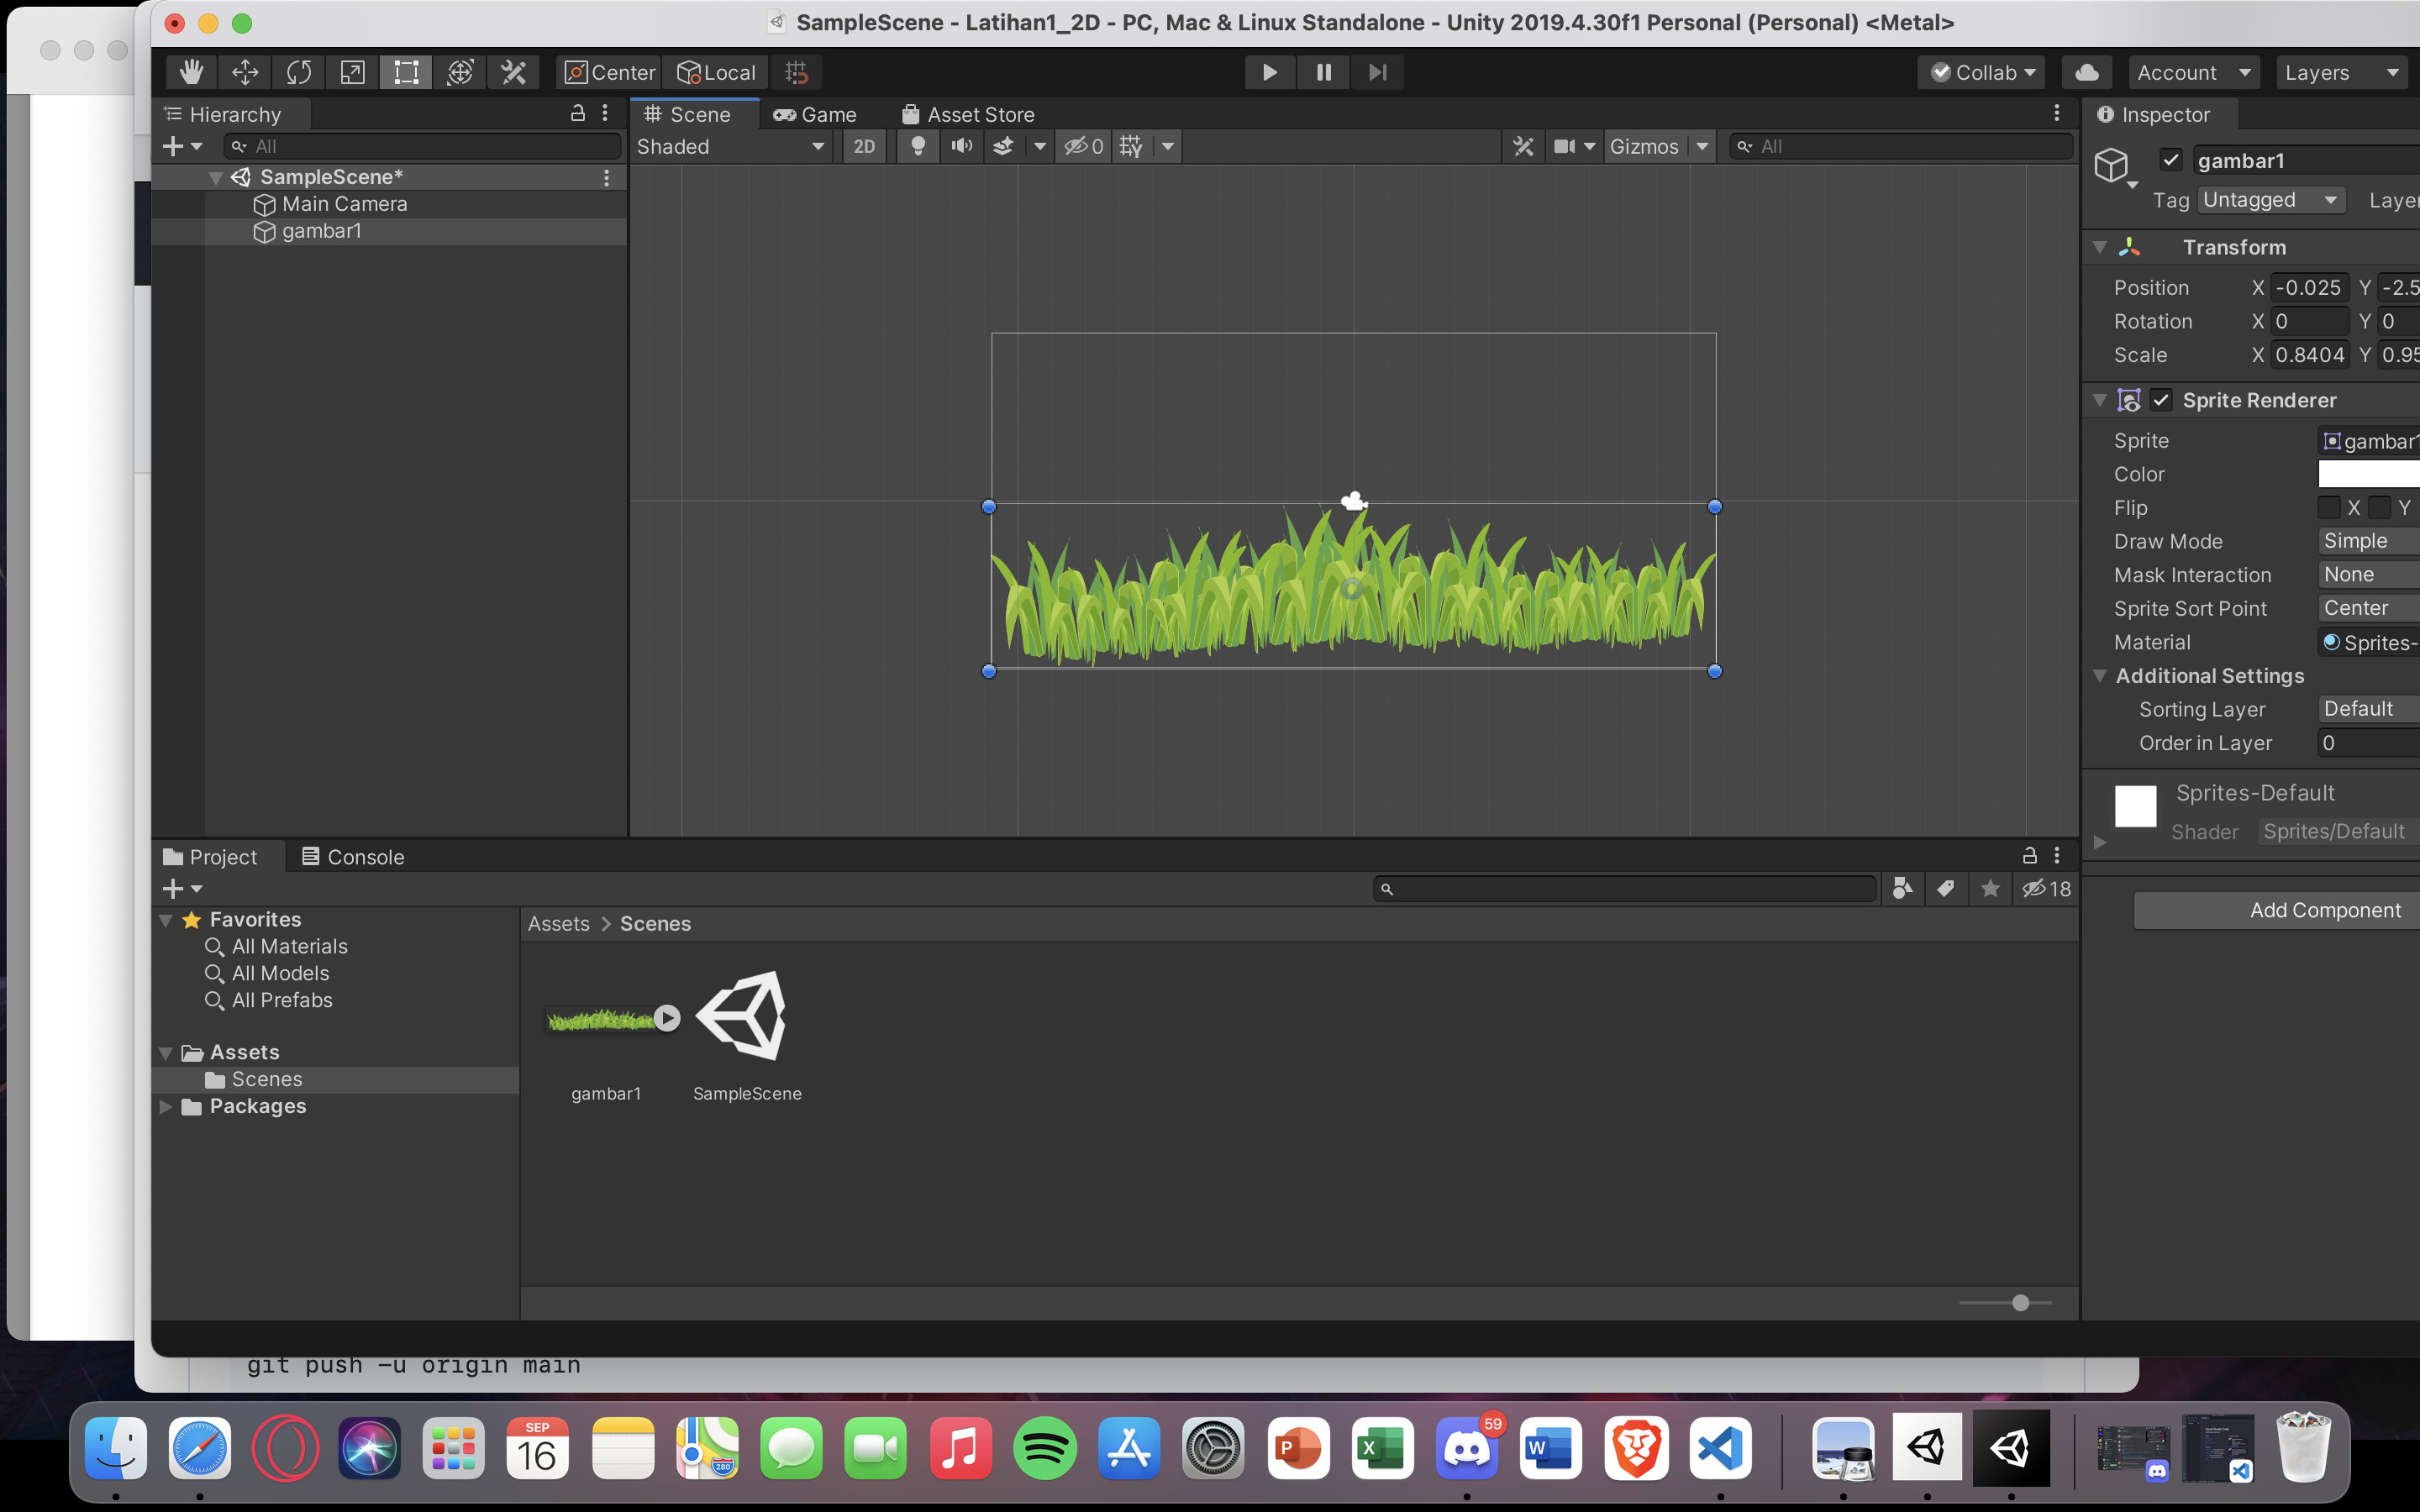 SampleScene - Latihan1_2D - PC, Mac & Linux Standalone - Unity 2019.4.30f1 Personal (Personal) <Metal>
Center Local Collab Account Layers
Hierarchy
All
SampleScene*
Main Camera
gambar1
Scene Game Asset Store
Shaded 2D 0 Gizmos All
Inspector
gambar1
Tag Untagged Layer
Transform
Position X -0.025 Y -2.5
Rotation X 0 Y 0
Scale X 0.8404 Y 0.95
Sprite Renderer
Sprite gambar1
Color
Flip X Y
Draw Mode Simple
Mask Interaction None
Sprite Sort Point Center
Material Sprites-
Additional Settings
Sorting Layer Default
Order in Layer 0
Sprites-Default
Shader Sprites/Default
Add Component
Project Console
18
Favorites
All Materials
All Models
All Prefabs
Assets
Scenes
Packages
Assets > Scenes
gambar1 SampleScene
git push -u origin main
SEP
16
280
P
X
59
W